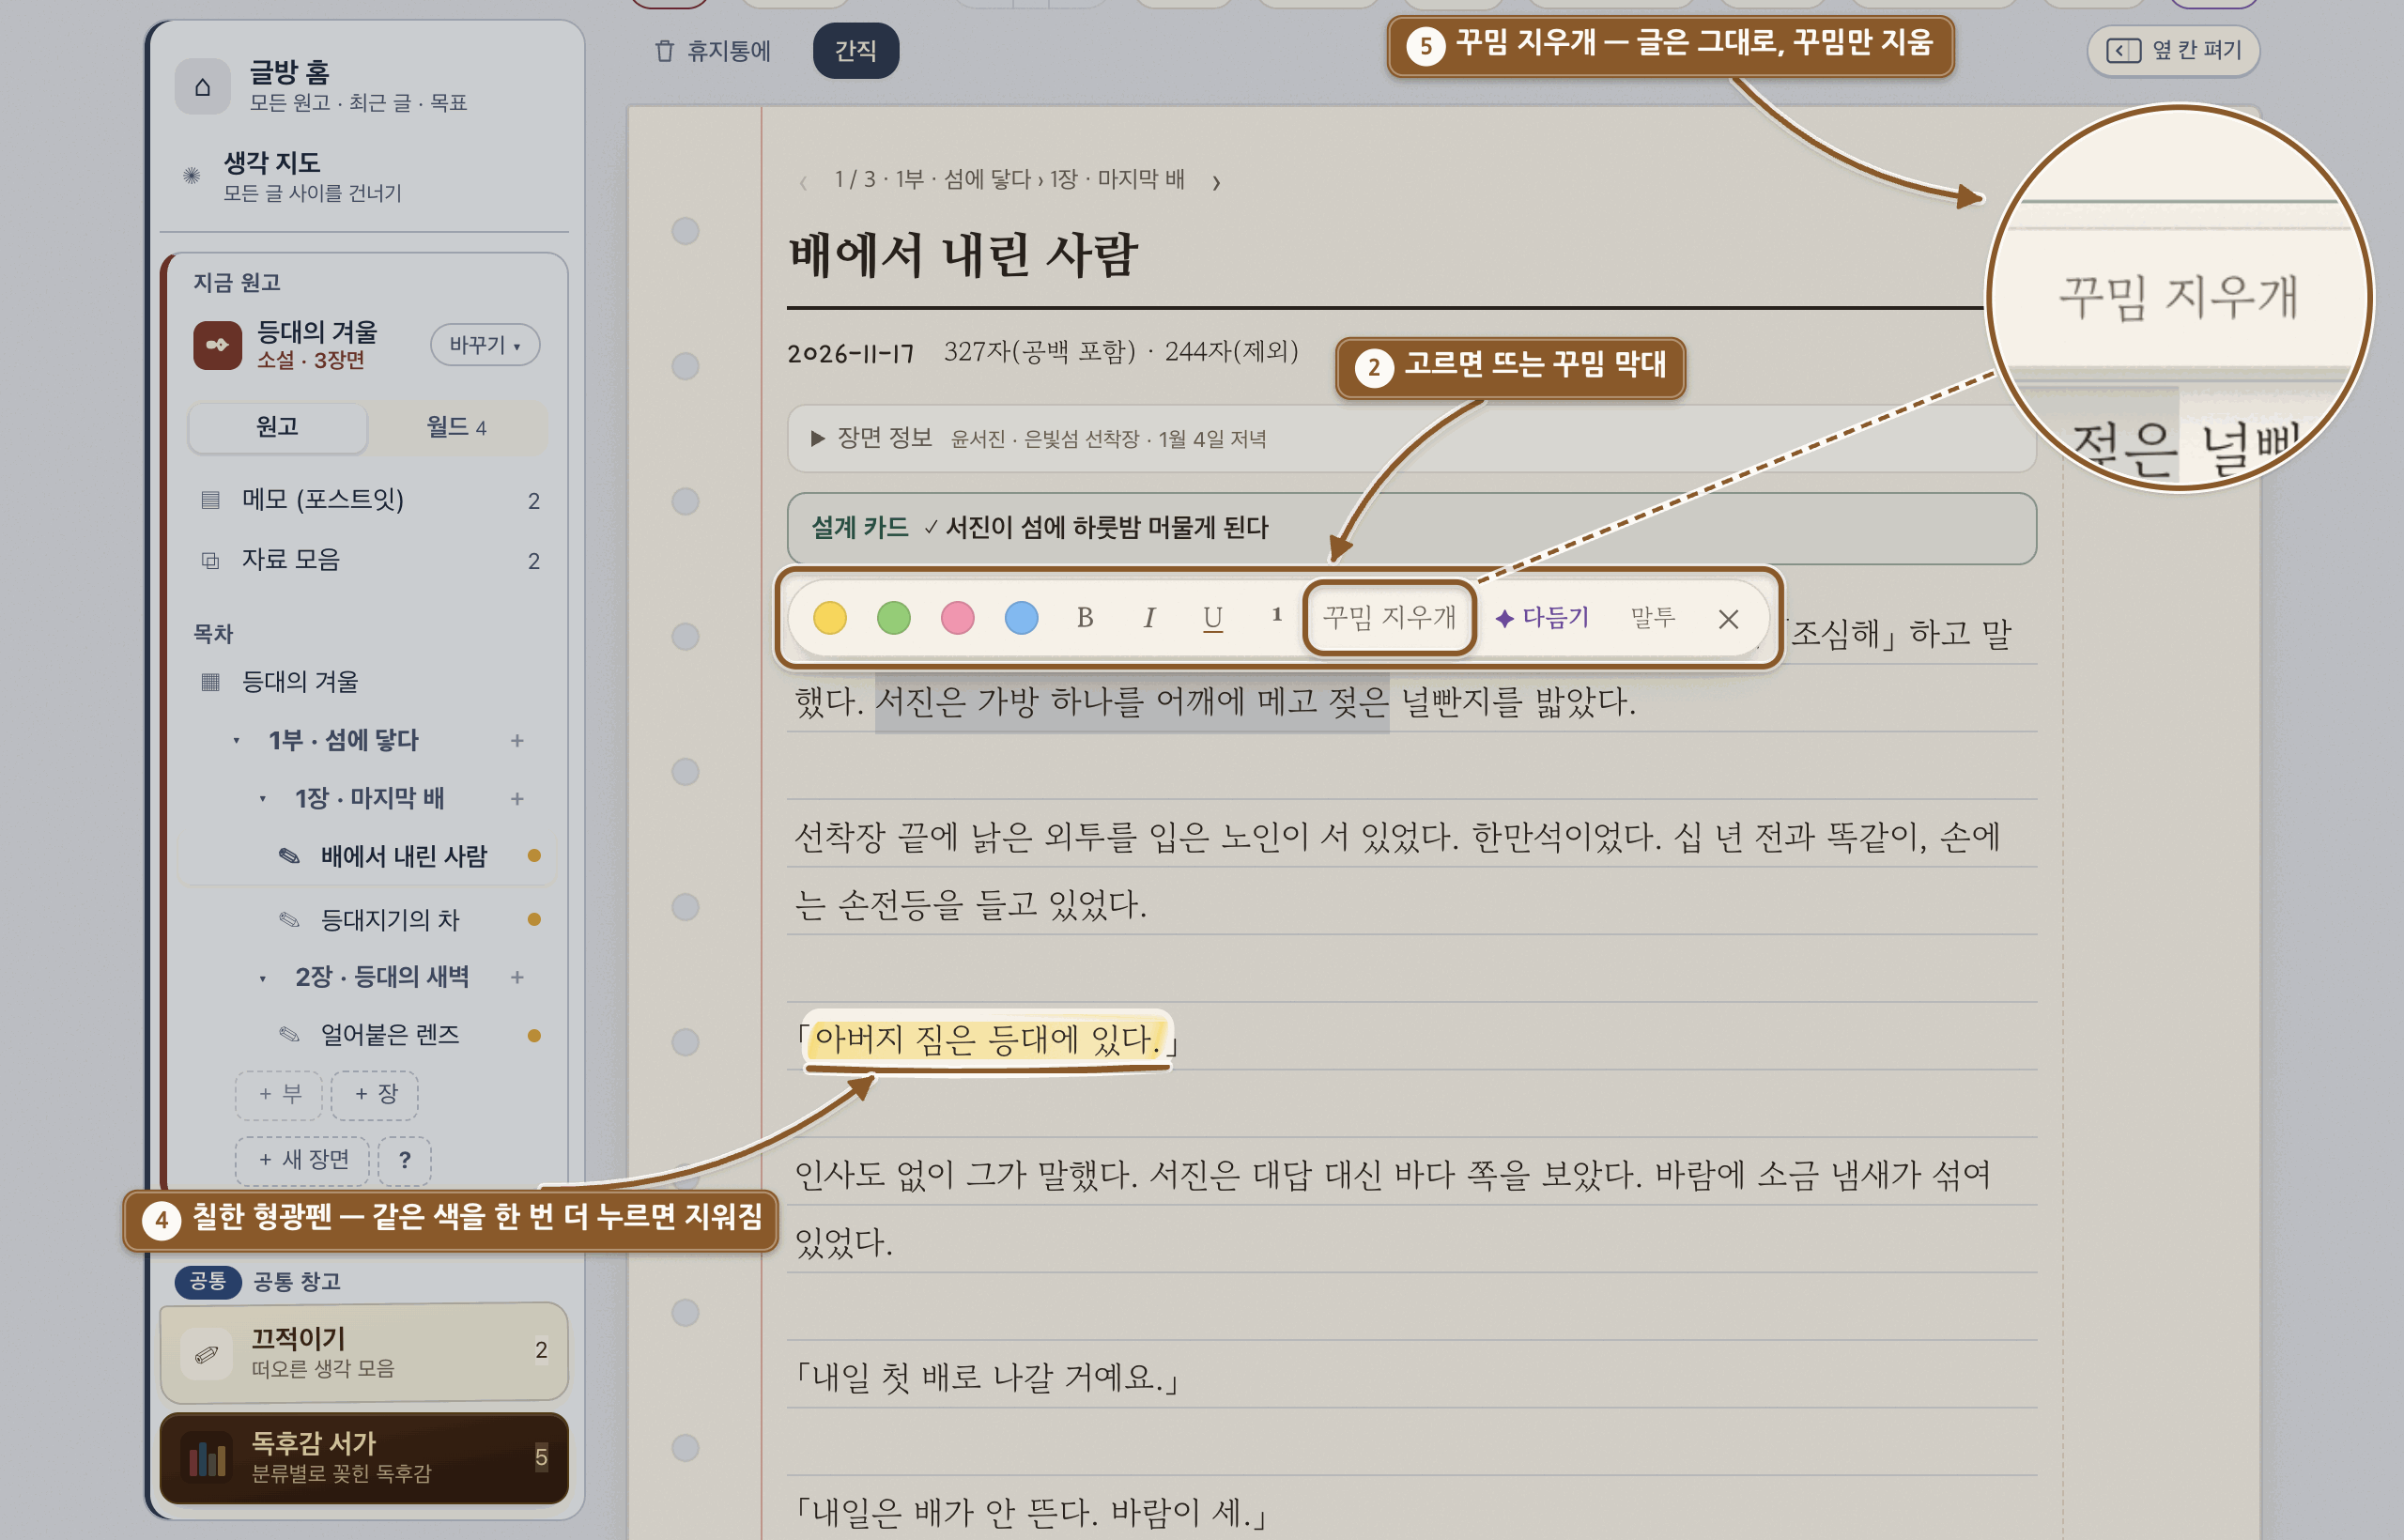 글방 홈
모든 원고 · 최근 글 · 목표
생각 지도
모든 글 사이를 건너기
지금 원고
등대의 겨울
소설 · 3장면
바꾸기 ▾
원고
월드 4
메모 (포스트잇) 2
자료 모음 2
목차
등대의 겨울
1부 · 섬에 닿다 +
1장 · 마지막 배 +
배에서 내린 사람
등대지기의 차
2장 · 등대의 새벽 +
얼어붙은 렌즈
+ 부
+ 장
+ 새 장면
?
4 칠한 형광펜 — 같은 색을 한 번 더 누르면 지워짐
공통 공통 창고
끄적이기 2
떠오른 생각 모음
독후감 서가 5
분류별로 꽂힌 독후감
휴지통에
간직
5 꾸밈 지우개 — 글은 그대로, 꾸밈만 지움
옆 칸 펴기
‹ 1 / 3 · 1부 · 섬에 닿다 › 1장 · 마지막 배 ›
배에서 내린 사람
2026-11-17 327자(공백 포함) · 244자(제외)
2 고르면 뜨는 꾸밈 막대
꾸밈 지우개
젖은
▶ 장면 정보 윤서진 · 은빛섬 선착장 · 1월 4일 저녁
설계 카드 ✓ 서진이 섬에 하룻밤 머물게 된다
B I U 1 꾸밈 지우개 ✦ 다듬기 말투 ×
「조심해」 하고 말
했다. 서진은 가방 하나를 어깨에 메고 젖은 널빤지를 밟았다.
선착장 끝에 낡은 외투를 입은 노인이 서 있었다. 한만석이었다. 십 년 전과 똑같이, 손에
는 손전등을 들고 있었다.
「아버지 짐은 등대에 있다.」
인사도 없이 그가 말했다. 서진은 대답 대신 바다 쪽을 보았다. 바람에 소금 냄새가 섞여
있었다.
「내일 첫 배로 나갈 거예요.」
「내일은 배가 안 뜬다. 바람이 세.」